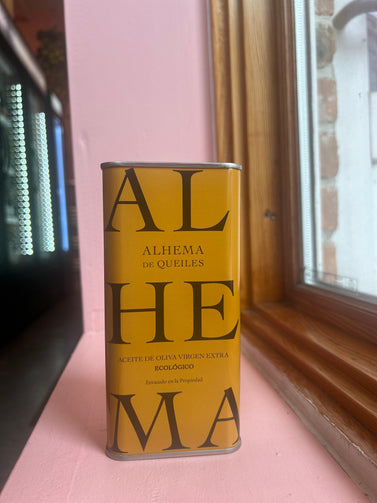 AL
ALHEMA
DE QUEILES
HE
ACEITE DE OLIVA VIRGEN EXTRA
ECOLÓGICO
Envasado en la Propiedad
MA